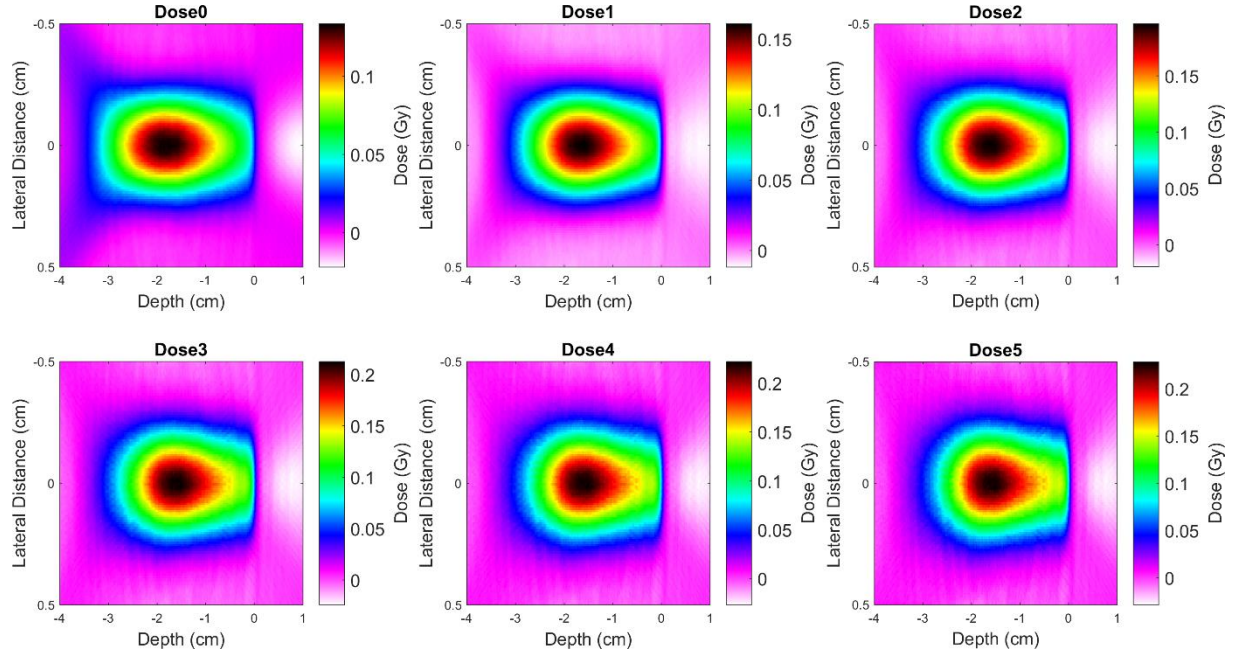 Dose0
-0.5
0
0.5
Lateral Distance (cm)
-4 -3 -2 -1 0 1
Depth (cm)
0.1
0.05
0
Dose (Gy)
Dose1
-0.5
0
0.5
Lateral Distance (cm)
-4 -3 -2 -1 0 1
Depth (cm)
0.15
0.1
0.05
0
Dose (Gy)
Dose2
-0.5
0
0.5
Lateral Distance (cm)
-4 -3 -2 -1 0 1
Depth (cm)
0.15
0.1
0.05
0
Dose (Gy)
Dose3
-0.5
0
0.5
Lateral Distance (cm)
-4 -3 -2 -1 0 1
Depth (cm)
0.2
0.15
0.1
0.05
0
Dose (Gy)
Dose4
-0.5
0
0.5
Lateral Distance (cm)
-4 -3 -2 -1 0 1
Depth (cm)
0.2
0.15
0.1
0.05
0
Dose (Gy)
Dose5
-0.5
0
0.5
Lateral Distance (cm)
-4 -3 -2 -1 0 1
Depth (cm)
0.2
0.15
0.1
0.05
0
Dose (Gy)